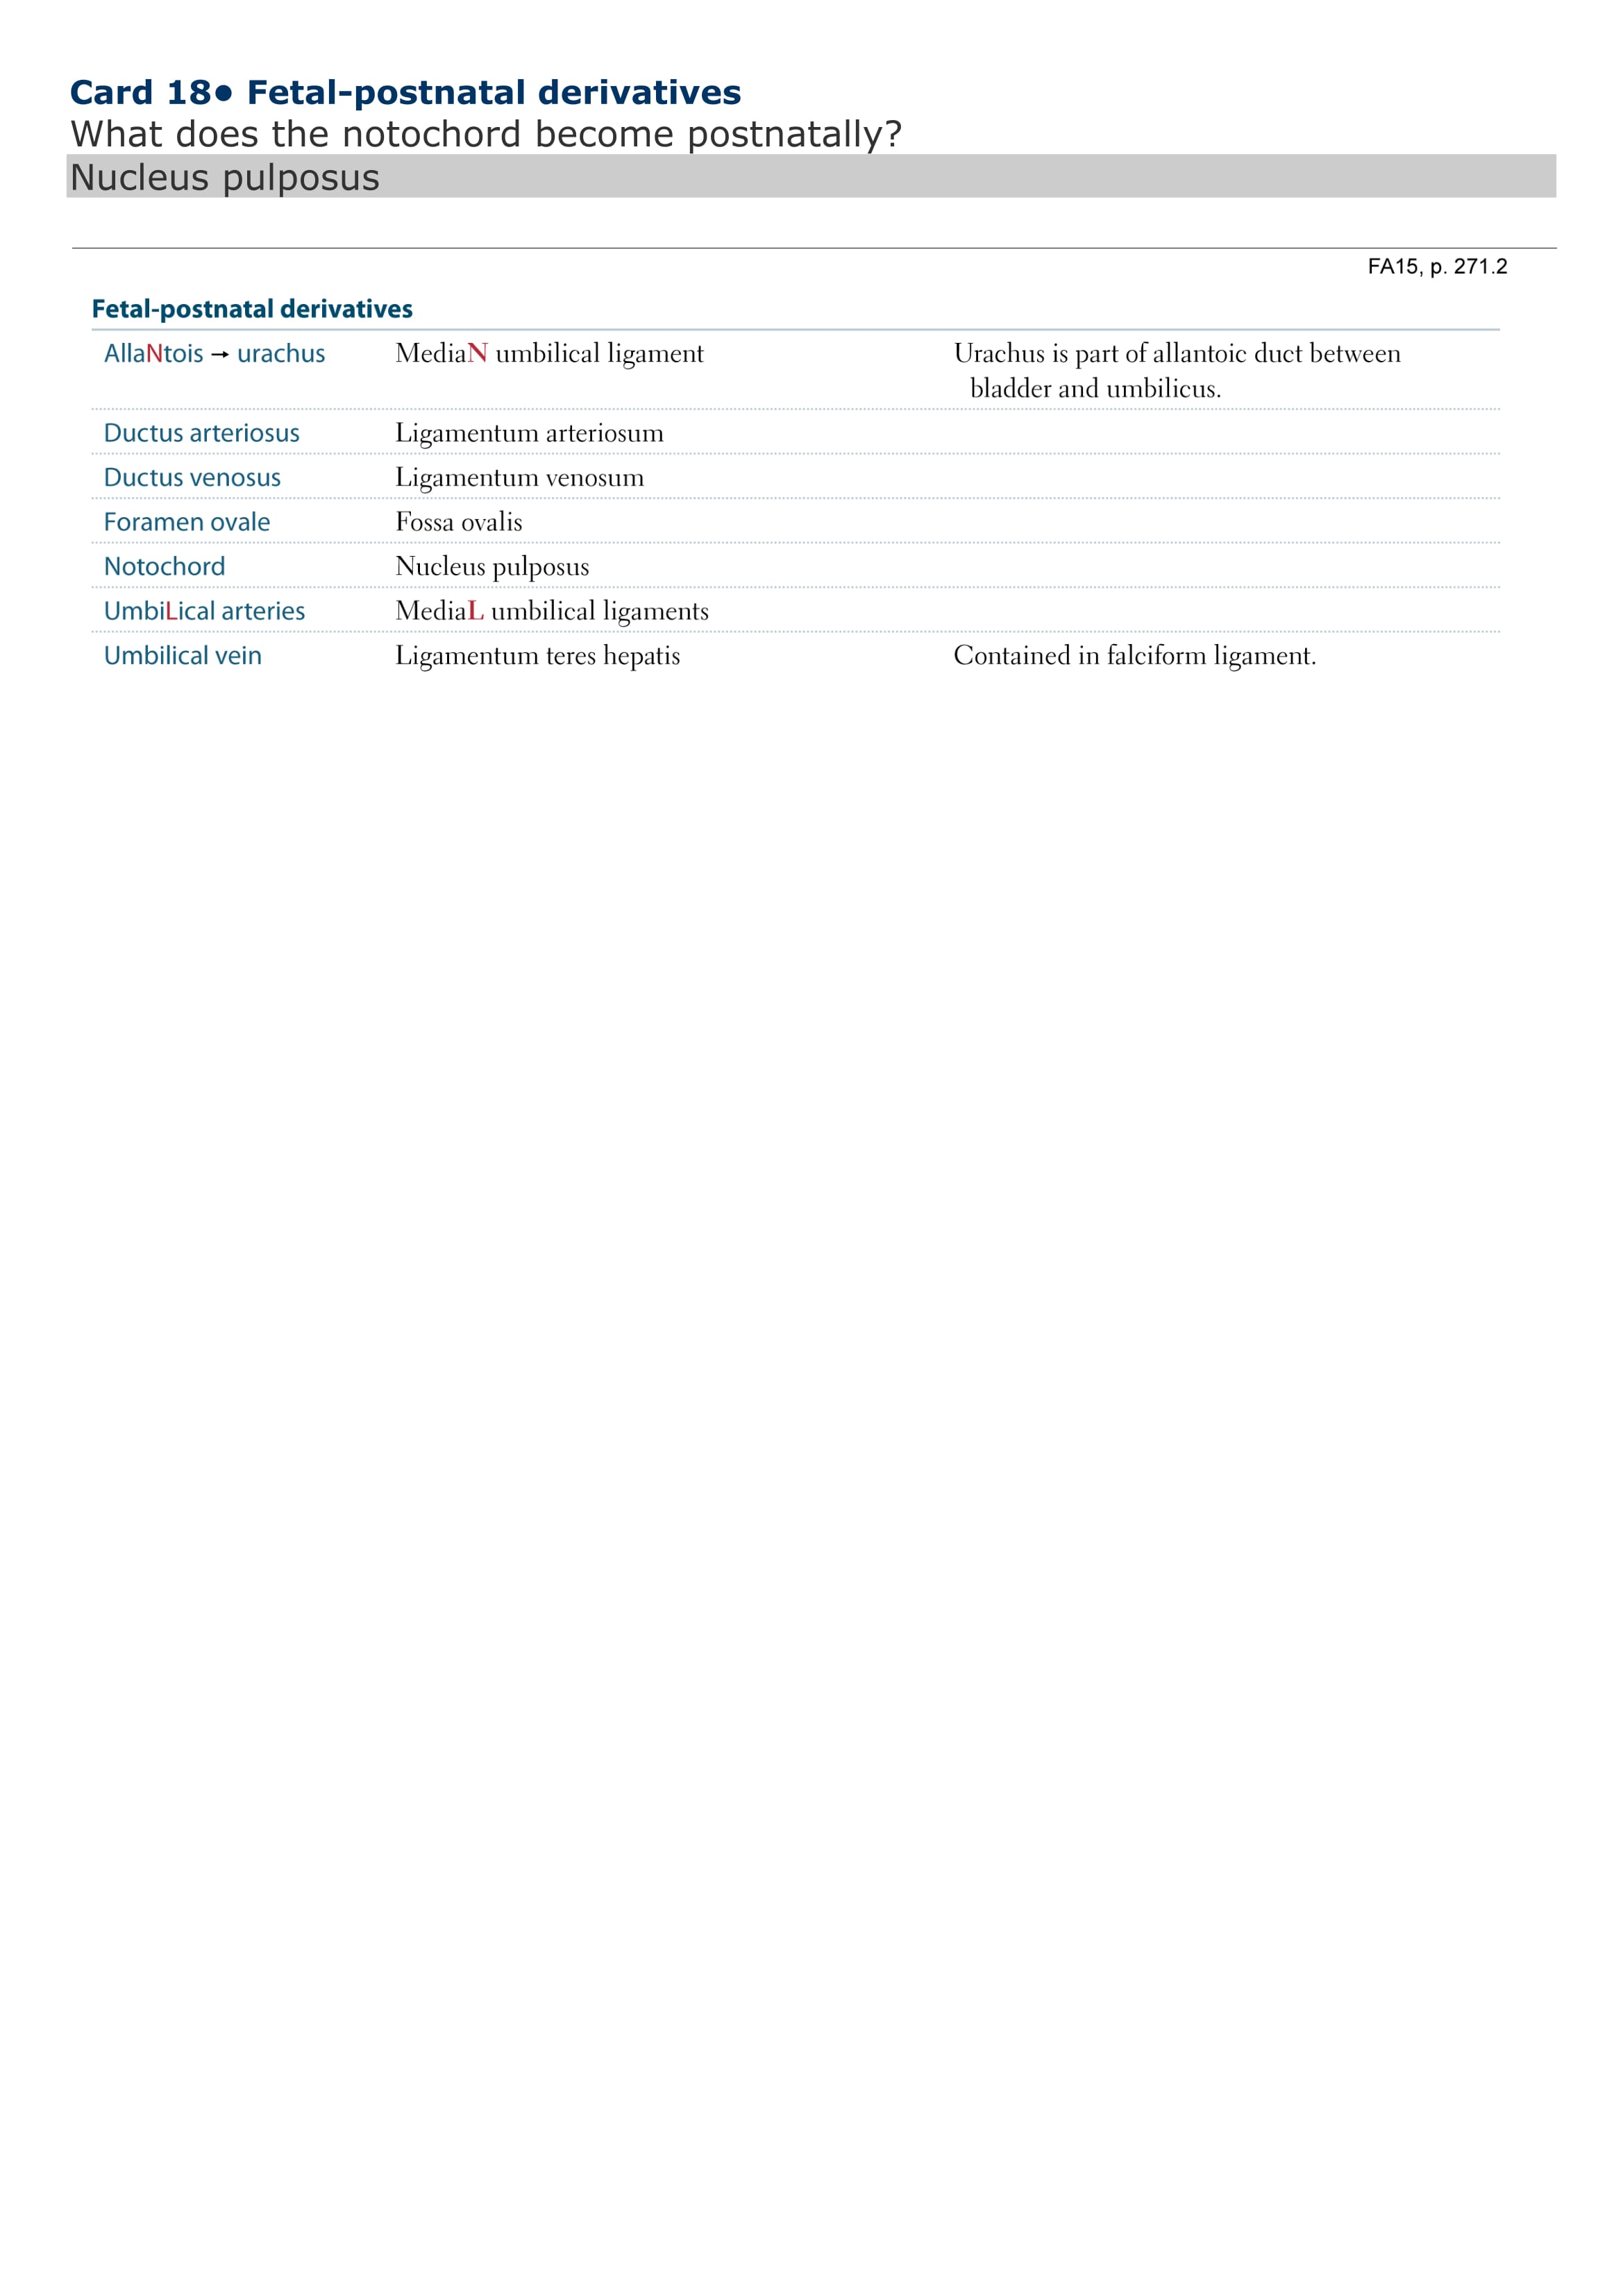 Card 18● Fetal-postnatal derivatives
What does the notochord become postnatally?
Nucleus pulposus
FA15, p. 271.2
Fetal-postnatal derivatives
AllaNtois → urachus MediaN umbilical ligament Urachus is part of allantoic duct between
bladder and umbilicus.
Ductus arteriosus Ligamentum arteriosum
Ductus venosus Ligamentum venosum
Foramen ovale Fossa ovalis
Notochord Nucleus pulposus
UmbiLical arteries MediaL umbilical ligaments
Umbilical vein Ligamentum teres hepatis Contained in falciform ligament.